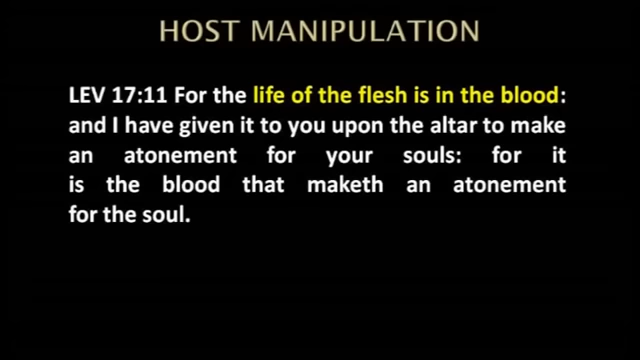 HOST MANIPULATION
LEV 17:11 For the life of the flesh is in the blood:
and I have given it to you upon the altar to make
an atonement for your souls: for it
is the blood that maketh an atonement
for the soul.